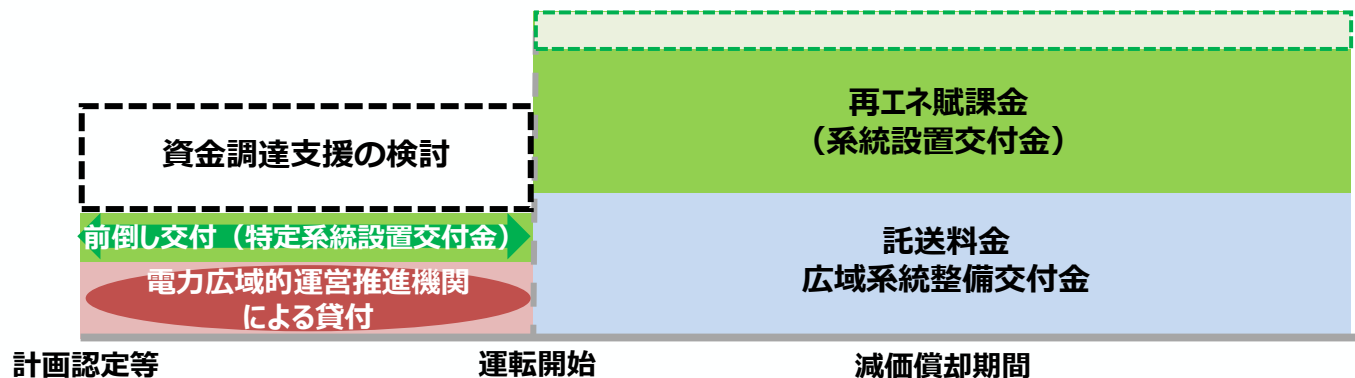 再エネ賦課金
（系統設置交付金）
資金調達支援の検討
前倒し交付（特定系統設置交付金）
電力広域的運営推進機関
による貸付
託送料金
広域系統整備交付金
計画認定等
運転開始
減価償却期間